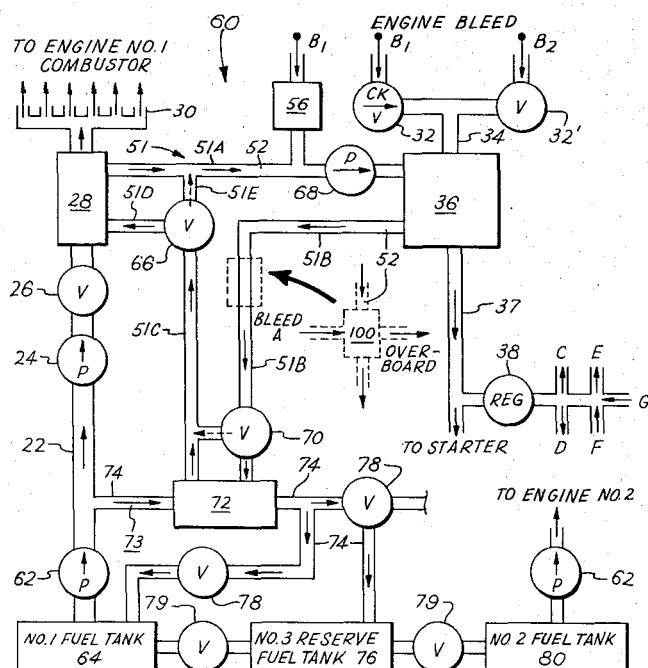 TO ENGINE NO.1
COMBUSTOR
60
ENGINE BLEED
B1
B1
B2
30
56
CK
V
32
34
V
32'
51
51A
52
P
68
28
51D
51E
V
66
36
51B
52
26
V
51C
BLEED
A
100
OVER-
BOARD
37
24
P
51B
38
REG
C
E
G
D
F
22
V
70
TO STARTER
74
73
72
74
78
V
TO ENGINE NO.2
74
62
P
V
78
79
V
79
V
P
62
NO.1 FUEL TANK
64
NO.3 RESERVE
FUEL TANK 76
NO 2 FUEL TANK
80